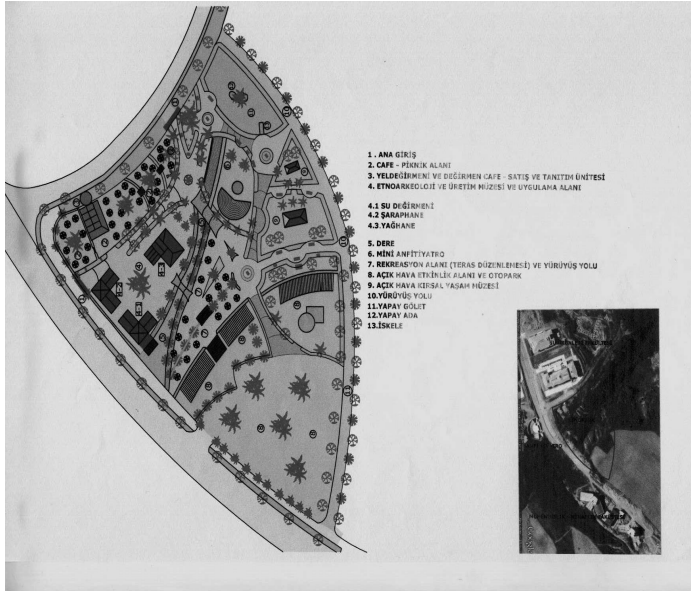 1 . ANA GİRİŞ
2. CAFE - PİKNİK ALANI
3. YELDEĞİRMENİ VE DEĞİRMEN CAFE - SATIŞ VE TANITIM ÜNİTESİ
4. ETNOARKEOLOJİ VE ÜRETİM MÜZESİ VE UYGULAMA ALANI
4.1 SU DEĞİRMENİ
4.2 ŞARAPHANE
4.3.YAĞHANE
5. DERE
6. MİNİ ANFİTİYATRO
7. REKREASYON ALANI (TERAS DÜZENLEMESİ) VE YÜRÜYÜŞ YOLU
8. AÇIK HAVA ETKİNLİK ALANI VE OTOPARK
9. AÇIK HAVA KIRSAL YAŞAM MÜZESİ
10.YÜRÜYÜŞ YOLU
11.YAPAY GÖLET
12.YAPAY ADA
13.İSKELE